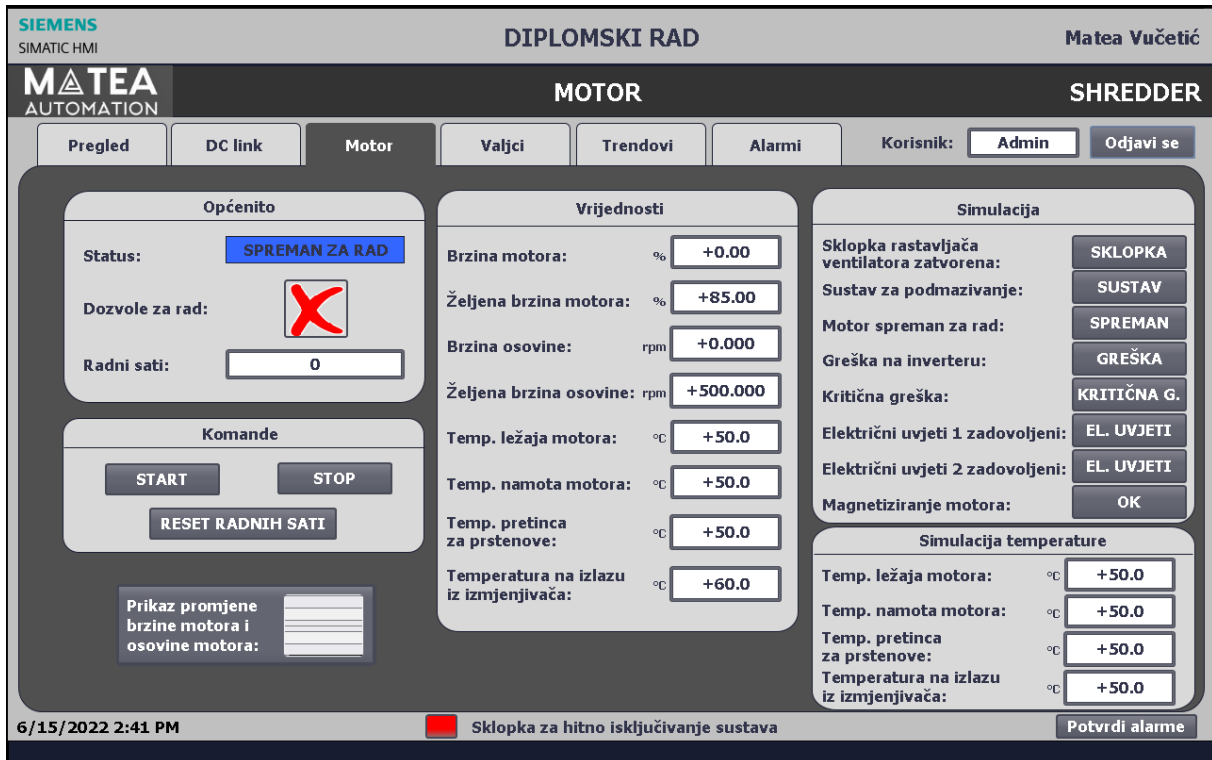 SIEMENS
SIMATIC HMI
DIPLOMSKI RAD
Matea Vučetić
MATEA
AUTOMATION
MOTOR
SHREDDER
Pregled
DC link
Motor
Valjci
Trendovi
Alarmi
Korisnik:
Admin
Odjavi se
Općenito
Status:
SPREMAN ZA RAD
Dozvole za rad:
Radni sati:
0
Komande
START
STOP
RESET RADNIH SATI
Prikaz promjene
brzine motora i
osovine motora:
Vrijednosti
Brzina motora: % +0.00
Željena brzina motora: % +85.00
Brzina osovine: rpm +0.000
Željena brzina osovine: rpm +500.000
Temp. ležaja motora: °C +50.0
Temp. namota motora: °C +50.0
Temp. pretinca
za prstenove: °C +50.0
Temperatura na izlazu
iz izmjenjivača: °C +60.0
Simulacija
Sklopka rastavljača
ventilatora zatvorena: SKLOPKA
Sustav za podmazivanje: SUSTAV
Motor spreman za rad: SPREMAN
Greška na inverteru: GREŠKA
Kritična greška: KRITIČNA G.
Električni uvjeti 1 zadovoljeni: EL. UVJETI
Električni uvjeti 2 zadovoljeni: EL. UVJETI
Magnetiziranje motora: OK
Simulacija temperature
Temp. ležaja motora: °C +50.0
Temp. namota motora: °C +50.0
Temp. pretinca
za prstenove: °C +50.0
Temperatura na izlazu
iz izmjenjivača: °C +50.0
6/15/2022 2:41 PM
Sklopka za hitno isključivanje sustava
Potvrdi alarme